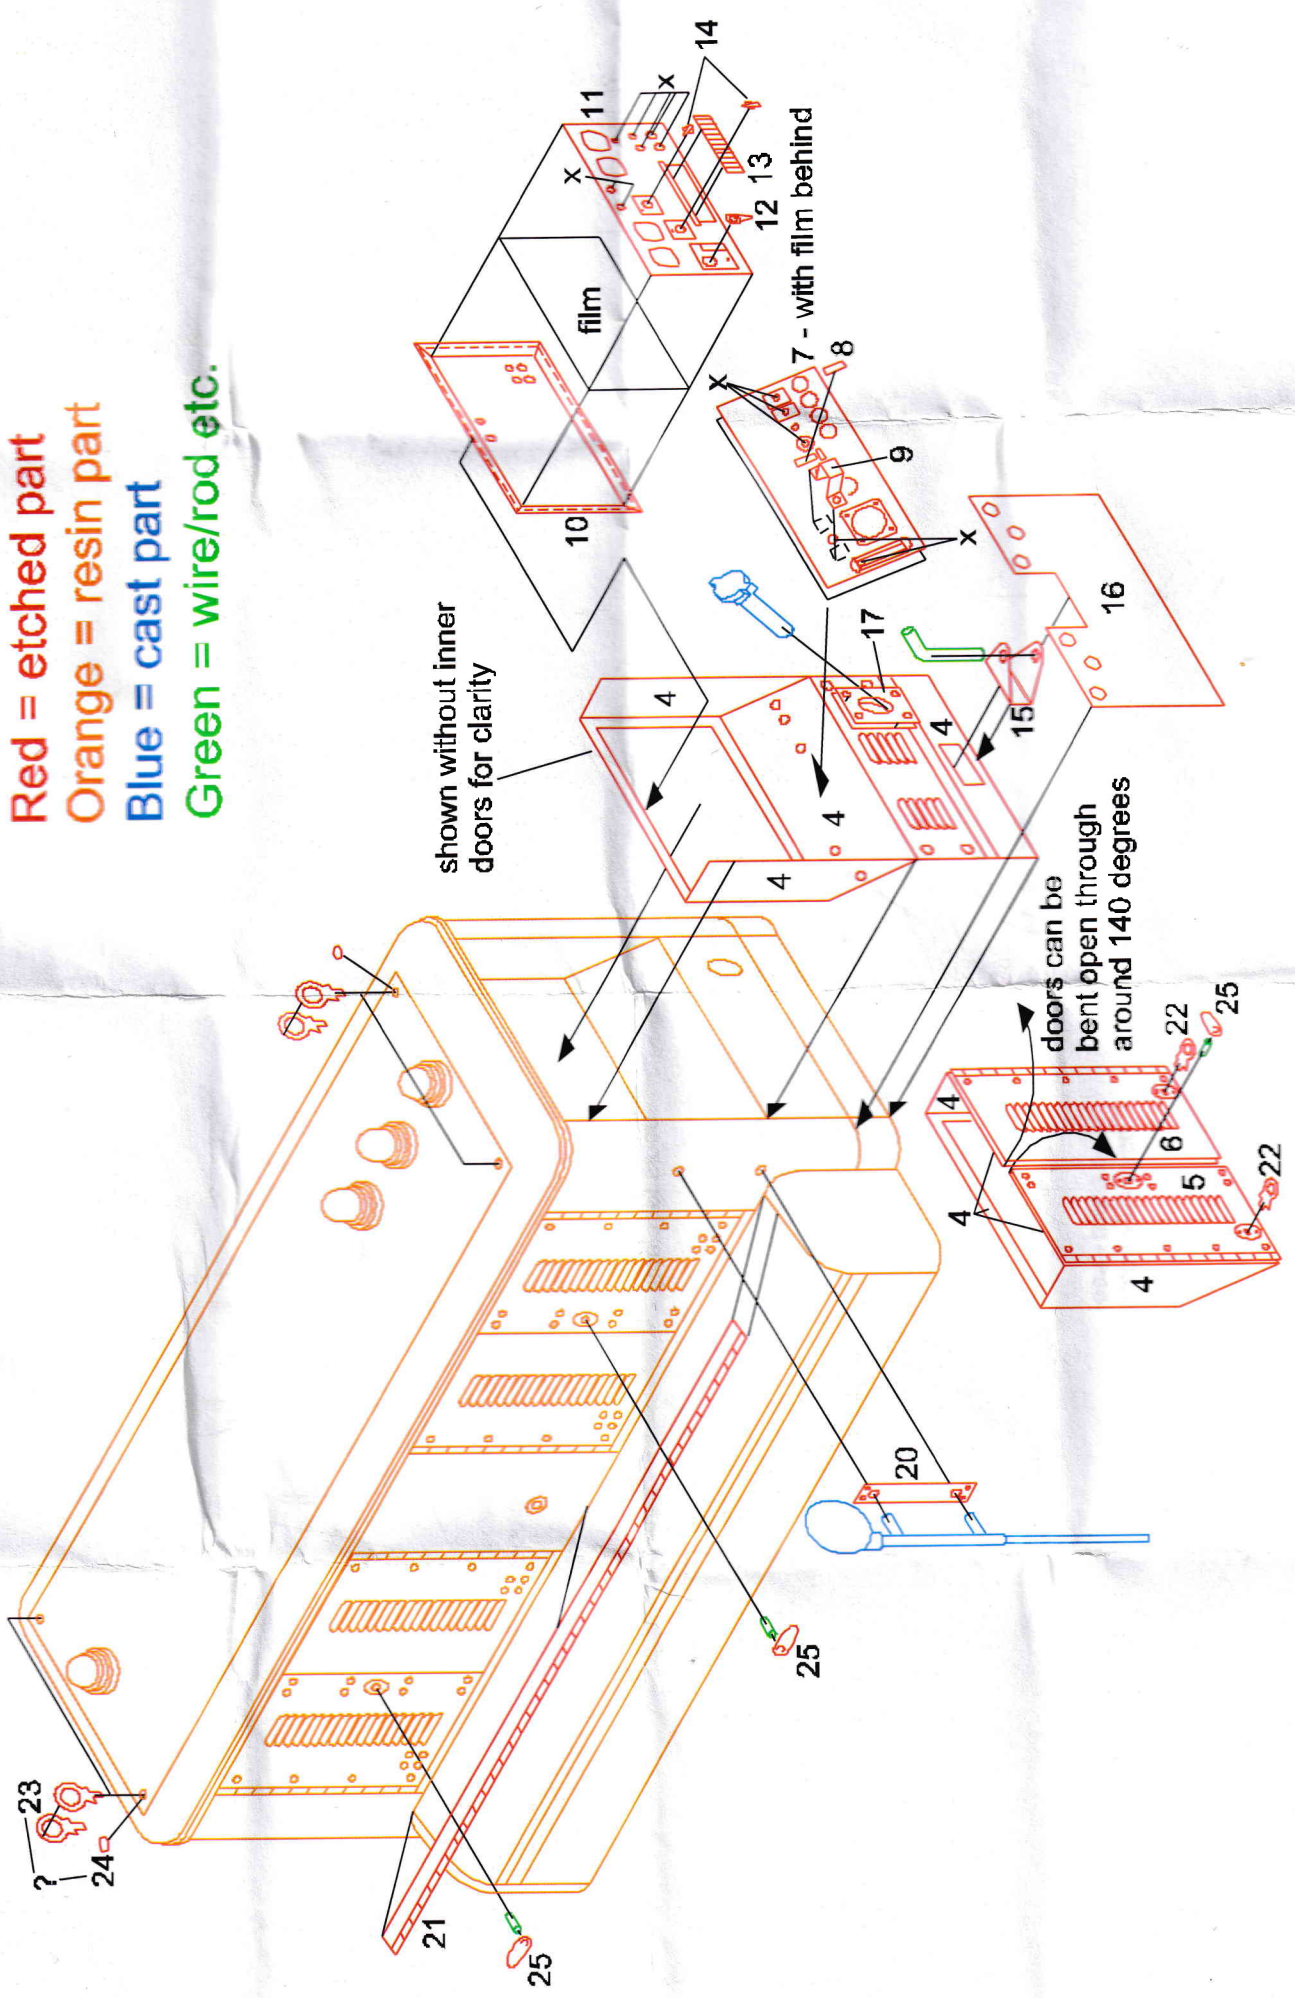 Red = etched part
Orange = resin part
Blue = cast part
Green = wire/rod etc.
? 23
24
21
25
25
20
shown without inner
doors for clarity
10
film
x
11
x
14
13
12
7 - with film behind
8
x
9
x
4
4
4
4
17
15
16
doors can be
bent open through
around 140 degrees
4
4
4
5
6
22
22
25